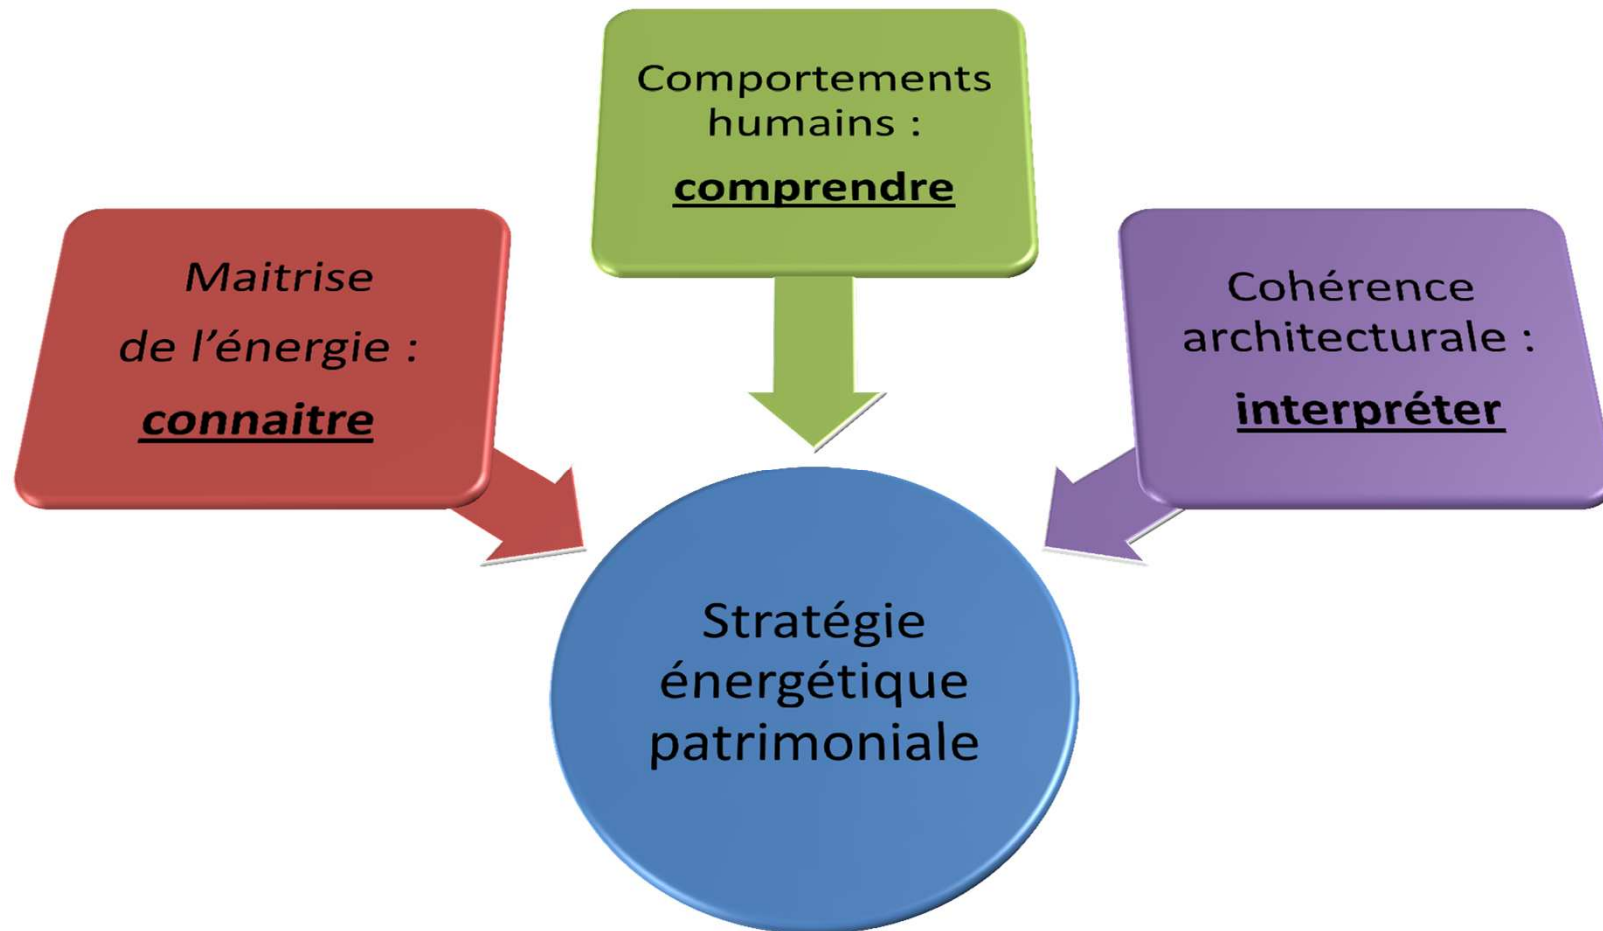 Comportements
humains :
comprendre
Maitrise
de l’énergie :
connaitre
Cohérence
architecturale :
interpréter
Stratégie
énergétique
patrimoniale